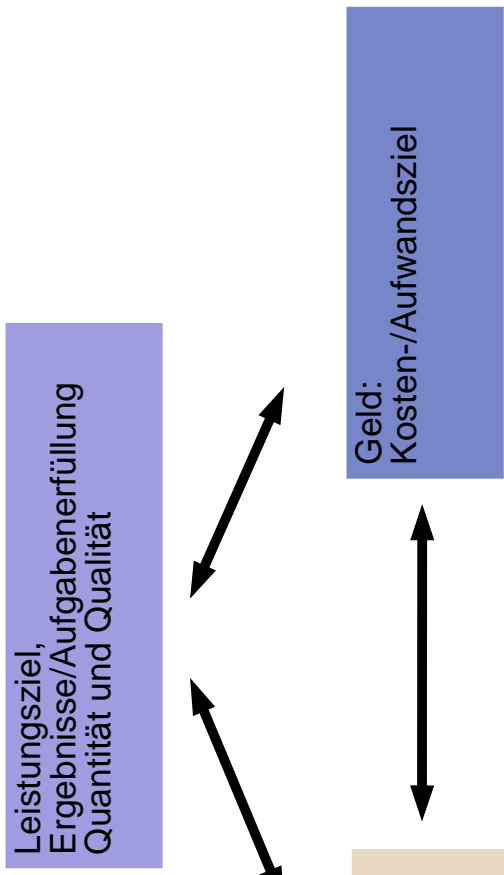 Leistungsziel,
Ergebnisse/Aufgabenerfüllung
Quantität und Qualität
Geld:
Kosten-/Aufwandsziel